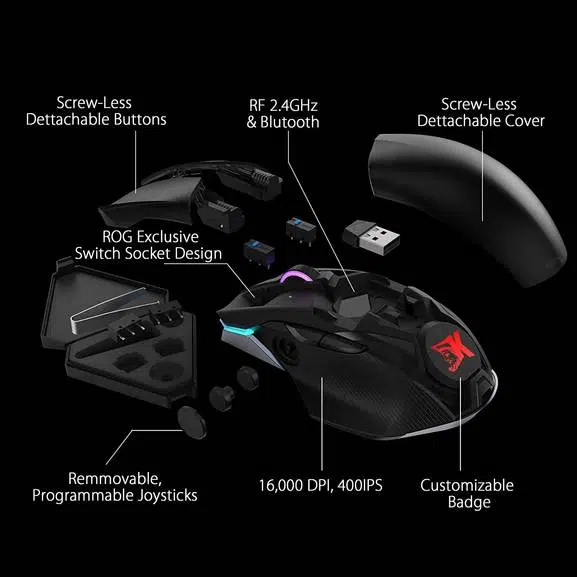 Screw-Less
Dettachable Buttons
RF 2.4GHz
& Blutooth
Screw-Less
Dettachable Cover
ROG Exclusive
Switch Socket Design
Remmovable,
Programmable Joysticks
16,000 DPI, 400IPS
Customizable
Badge